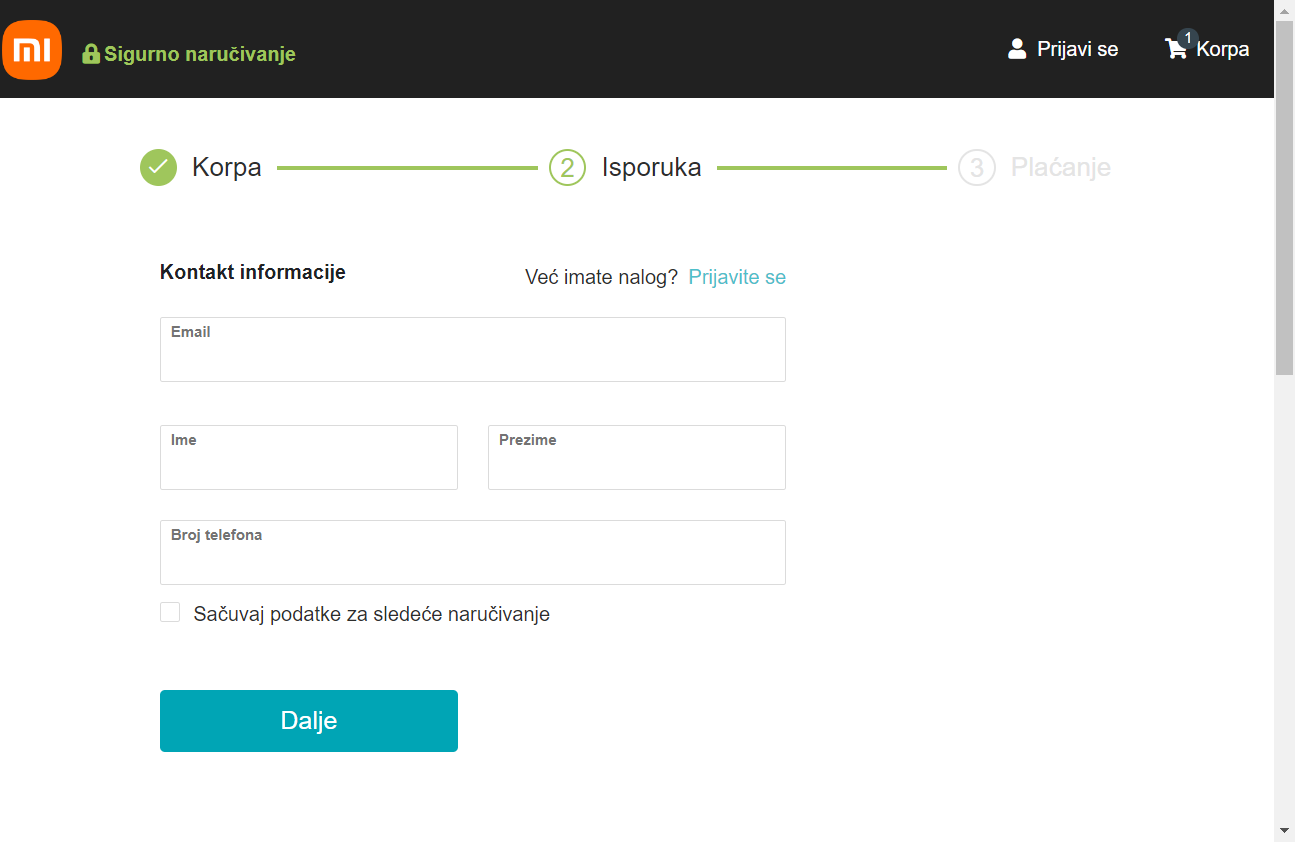 mi
Sigurno naručivanje
Prijavi se
1
Korpa
Korpa
2
Isporuka
3
Plaćanje
Kontakt informacije
Već imate nalog? Prijavite se
Email
Ime
Prezime
Broj telefona
Sačuvaj podatke za sledeće naručivanje
Dalje